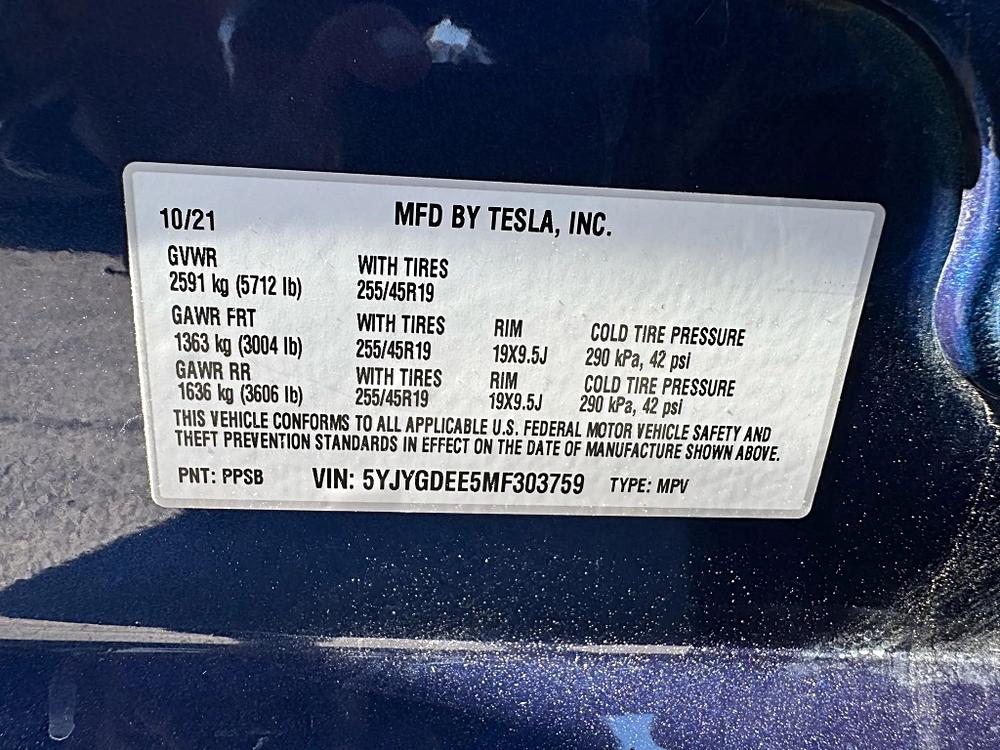 10/21 MFD BY TESLA, INC.
GVWR WITH TIRES
2591 kg (5712 lb) 255/45R19
GAWR FRT WITH TIRES RIM COLD TIRE PRESSURE
1363 kg (3004 lb) 255/45R19 19X9.5J 290 kPa, 42 psi
GAWR RR WITH TIRES RIM COLD TIRE PRESSURE
1636 kg (3606 lb) 255/45R19 19X9.5J 290 kPa, 42 psi
THIS VEHICLE CONFORMS TO ALL APPLICABLE U.S. FEDERAL MOTOR VEHICLE SAFETY AND
THEFT PREVENTION STANDARDS IN EFFECT ON THE DATE OF MANUFACTURE SHOWN ABOVE.
PNT: PPSB VIN: 5YJYGDEE5MF303759 TYPE: MPV